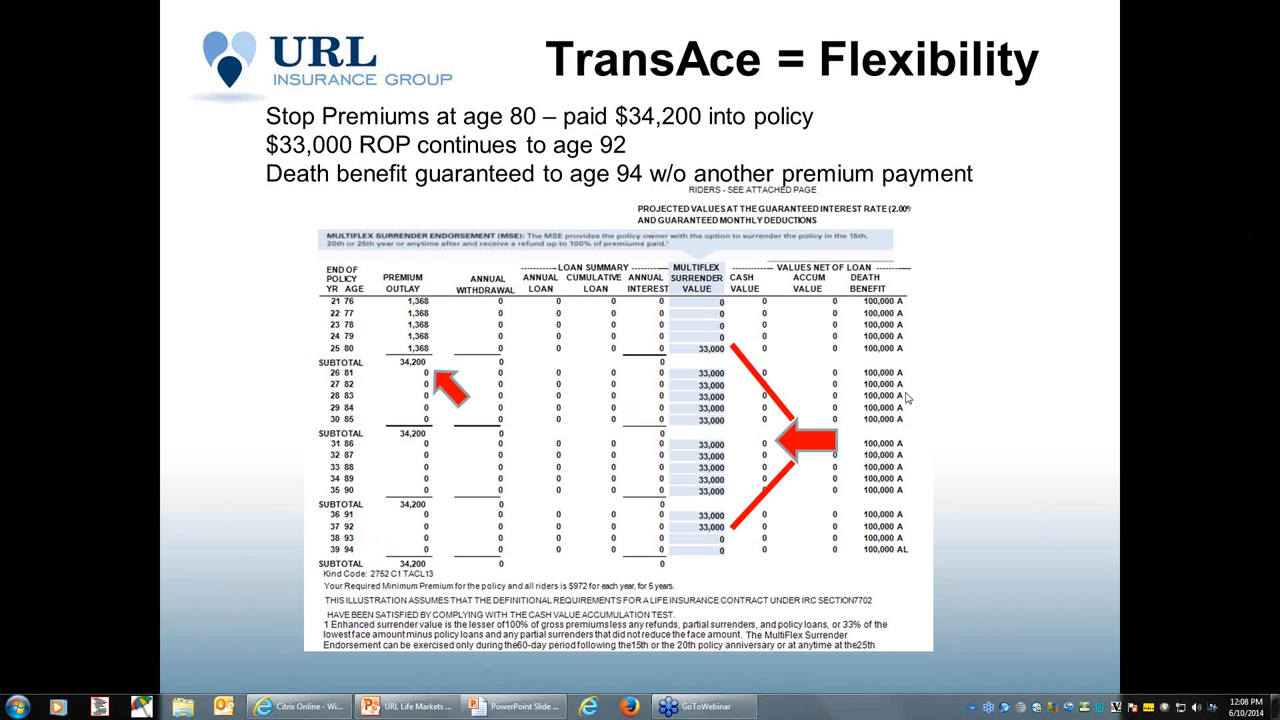 URL
INSURANCE GROUP
TransAce = Flexibility
Stop Premiums at age 80 – paid $34,200 into policy
$33,000 ROP continues to age 92
Death benefit guaranteed to age 94 w/o another premium payment
RIDERS - SEE ATTACHED PAGE
PROJECTED VALUES AT THE GUARANTEED INTEREST RATE (2.00%
AND GUARANTEED MONTHLY DEDUCTIONS
MULTIFLEX SURRENDER ENDORSEMENT (MSE): The MSE provides the policy owner with the option to surrender the policy in the 15th,
20th or 25th year or anytime after and receive a refund up to 100% of premiums paid.¹
END OF POLICY YR AGE PREMIUM OUTLAY ANNUAL WITHDRAWAL LOAN SUMMARY ANNUAL LOAN CUMULATIVE LOAN ANNUAL INTEREST MULTIFLEX SURRENDER VALUE CASH VALUE VALUES NET OF LOAN ACCUM VALUE DEATH BENEFIT
21 76 1,368 0 0 0 0 0 0 0 100,000 A
22 77 1,368 0 0 0 0 0 0 0 100,000 A
23 78 1,368 0 0 0 0 0 0 0 100,000 A
24 79 1,368 0 0 0 0 0 0 0 100,000 A
25 80 1,368 0 0 0 0 33,000 0 0 100,000 A
SUBTOTAL 34,200 0 0
26 81 0 0 0 0 0 33,000 0 0 100,000 A
27 82 0 0 0 0 0 33,000 0 0 100,000 A
28 83 0 0 0 0 0 33,000 0 0 100,000 A
29 84 0 0 0 0 0 33,000 0 0 100,000 A
30 85 0 0 0 0 0 33,000 0 0 100,000 A
SUBTOTAL 34,200 0 0
31 86 0 0 0 0 0 33,000 0 100,000 A
32 87 0 0 0 0 0 33,000 0 0 100,000 A
33 88 0 0 0 0 0 33,000 0 0 100,000 A
34 89 0 0 0 0 0 33,000 0 0 100,000 A
35 90 0 0 0 0 0 33,000 0 0 100,000 A
SUBTOTAL 34,200 0 0
36 91 0 0 0 0 0 33,000 0 0 100,000 A
37 92 0 0 0 0 0 33,000 0 0 100,000 A
38 93 0 0 0 0 0 0 0 0 100,000 A
39 94 0 0 0 0 0 0 0 0 100,000 AL
SUBTOTAL 34,200 0 0
Kind Code: 2752 C1 TACL13
Your Required Minimum Premium for the policy and all riders is $972 for each year, for 5 years.
THIS ILLUSTRATION ASSUMES THAT THE DEFINITIONAL REQUIREMENTS FOR A LIFE INSURANCE CONTRACT UNDER IRC SECTION7702
HAVE BEEN SATISFIED BY COMPLYING WITH THE CASH VALUE ACCUMULATION TEST.
1 Enhanced surrender value is the lesser of100% of gross premiums less any refunds, partial surrenders, and policy loans, or 33% of the
lowest face amount minus policy loans and any partial surrenders that did not reduce the face amount. The MultiFlex Surrender
Endorsement can be exercised only during the60-day period following the15th or the 20th policy anniversary or at anytime at the25th
Citrix Online - Wi... URL Life Markets ... PowerPoint Slide ... GoToWebinar
12:08 PM
6/10/2014